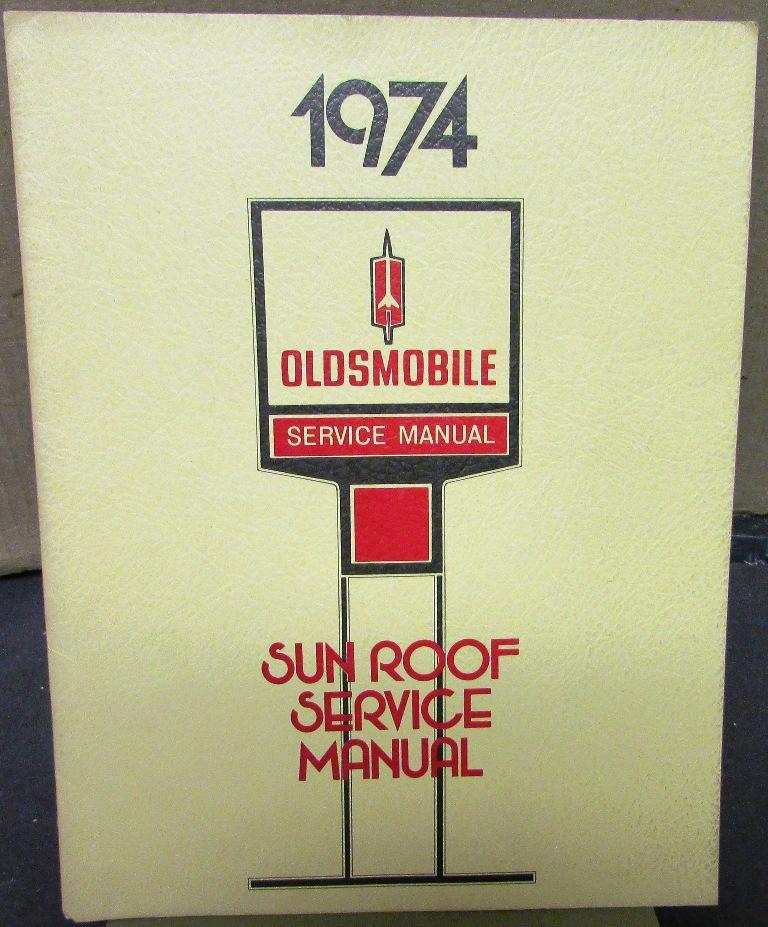 1974
OLDSMOBILE
SERVICE MANUAL
SUN ROOF
SERVICE
MANUAL